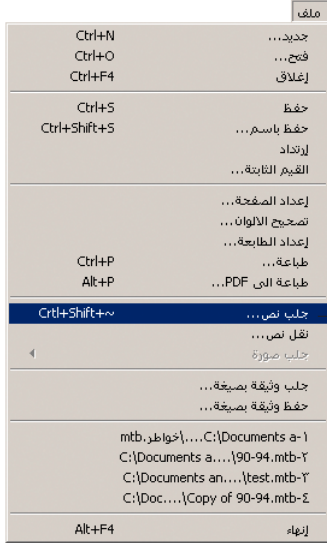 ملف
جديد... Ctrl+N
فتح... Ctrl+O
إغلاق Ctrl+F4
حفظ Ctrl+S
حفظ باسم... Ctrl+Shift+S
إرتداد
القيم الثابتة...
إعداد الصفحة...
تصحيح الالوان...
إعداد الطابعة...
طباعة... Ctrl+P
طباعة الى PDF... Alt+P
جلب نص... Crtl+Shift+~
نقل نص...
جلب صورة
جلب وثيقة بصيغة...
حفظ وثيقة بصيغة...
١-C:\Documents a....\خواطر.mtb
٢-C:\Documents a....\90-94.mtb
٣-C:\Documents an....\test.mtb
٤-C:\Doc....\Copy of 90-94.mtb
إنهاء Alt+F4